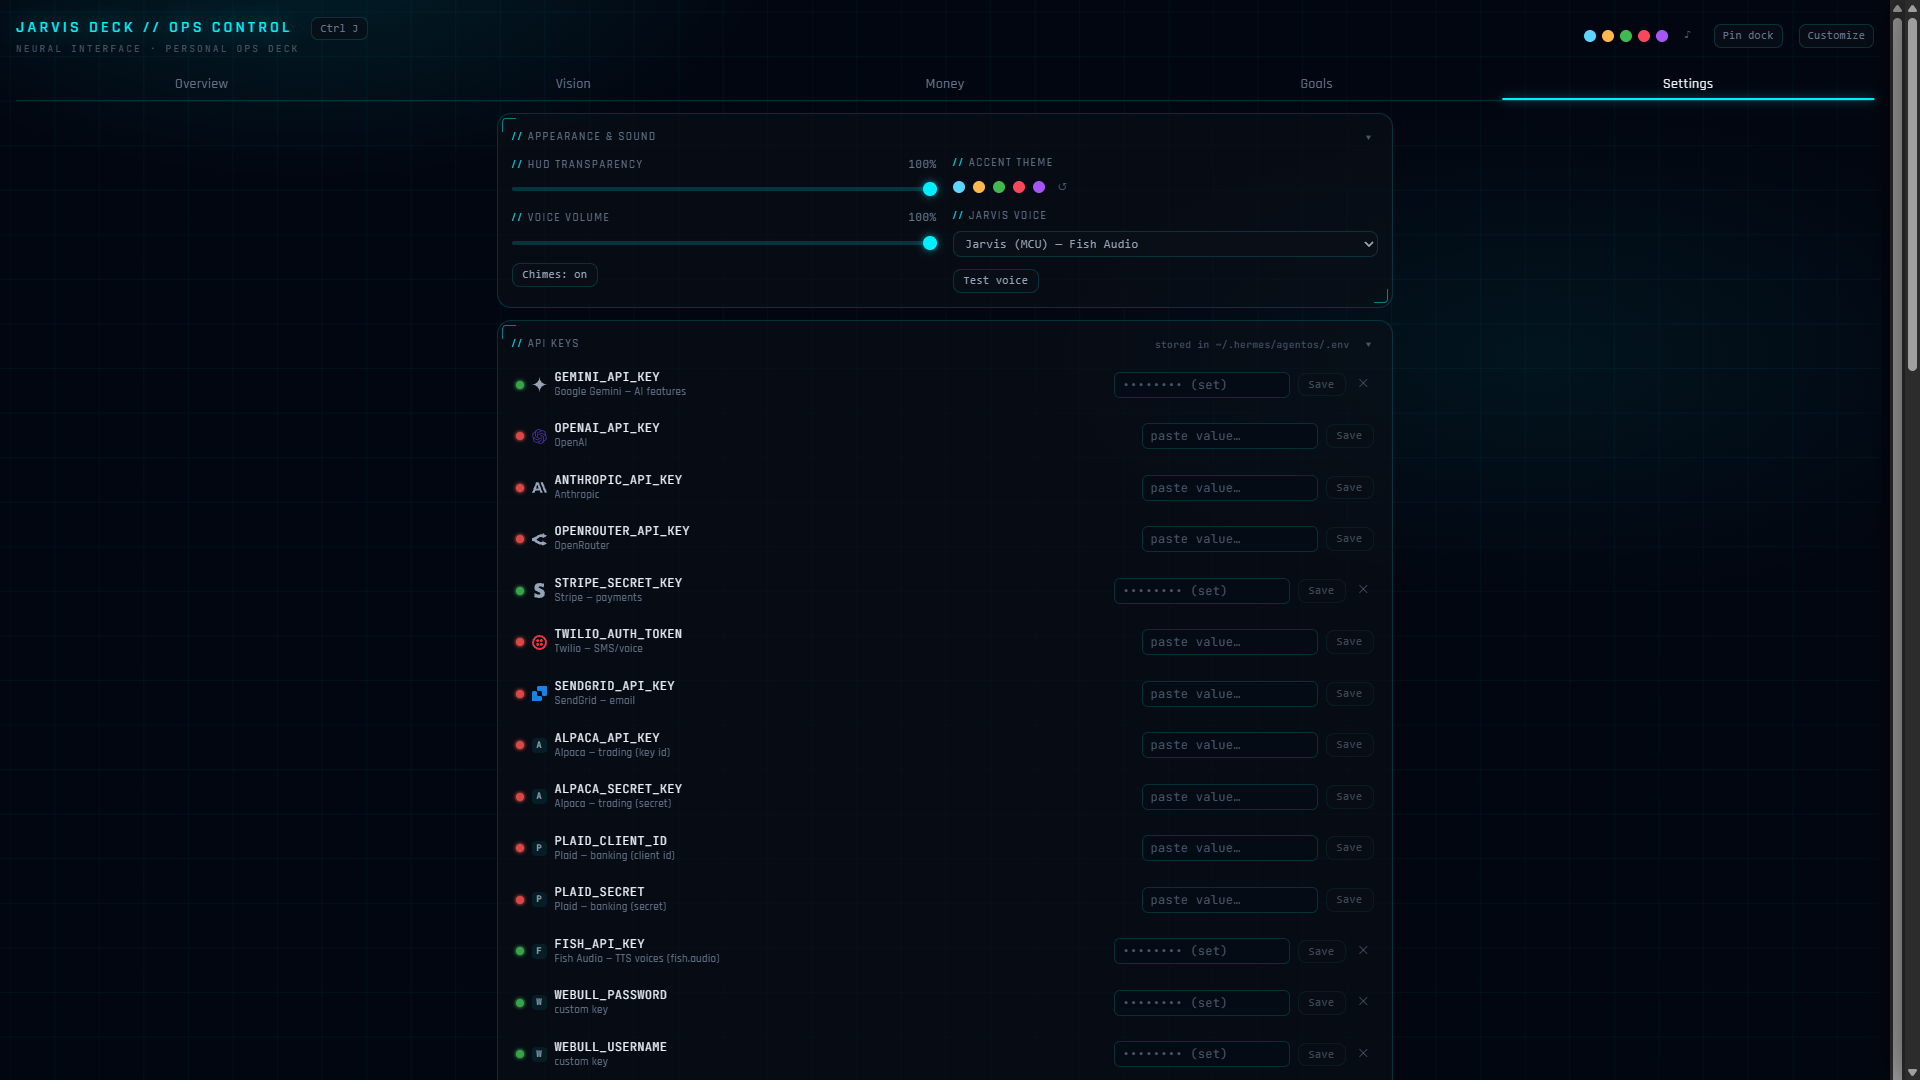 JARVIS DECK // OPS CONTROL
Ctrl J
NEURAL INTERFACE · PERSONAL OPS DECK
♪
Pin dock
Customize
Overview
Vision
Money
Goals
Settings
// APPEARANCE & SOUND
// HUD TRANSPARENCY
100%
// ACCENT THEME
// VOICE VOLUME
100%
// JARVIS VOICE
Jarvis (MCU) — Fish Audio
Chimes: on
Test voice
// API KEYS
stored in ~/.hermes/agentos/.env
GEMINI_API_KEY
Google Gemini — AI features
•••••••• (set)
Save
×
OPENAI_API_KEY
OpenAI
paste value…
Save
ANTHROPIC_API_KEY
Anthropic
paste value…
Save
OPENROUTER_API_KEY
OpenRouter
paste value…
Save
STRIPE_SECRET_KEY
Stripe — payments
•••••••• (set)
Save
×
TWILIO_AUTH_TOKEN
Twilio — SMS/voice
paste value…
Save
SENDGRID_API_KEY
SendGrid — email
paste value…
Save
A
ALPACA_API_KEY
Alpaca — trading (key id)
paste value…
Save
A
ALPACA_SECRET_KEY
Alpaca — trading (secret)
paste value…
Save
P
PLAID_CLIENT_ID
Plaid — banking (client id)
paste value…
Save
P
PLAID_SECRET
Plaid — banking (secret)
paste value…
Save
F
FISH_API_KEY
Fish Audio — TTS voices (fish.audio)
•••••••• (set)
Save
×
W
WEBULL_PASSWORD
custom key
•••••••• (set)
Save
×
W
WEBULL_USERNAME
custom key
•••••••• (set)
Save
×